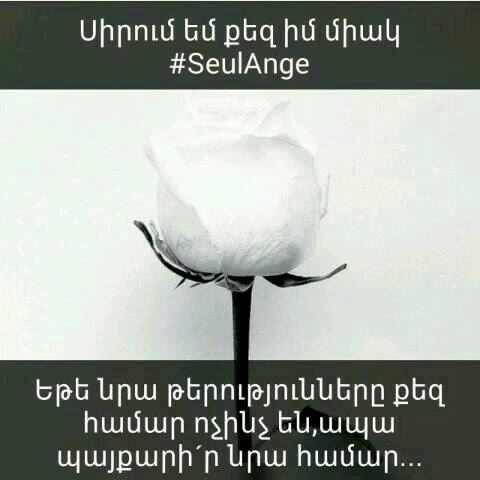 Սիրում եմ քեզ իմ միակ
#SeulAnge
Եթե նրա թերությունները քեզ
համար ոչինչ են,ապա
պայքարի՛ր նրա համար...